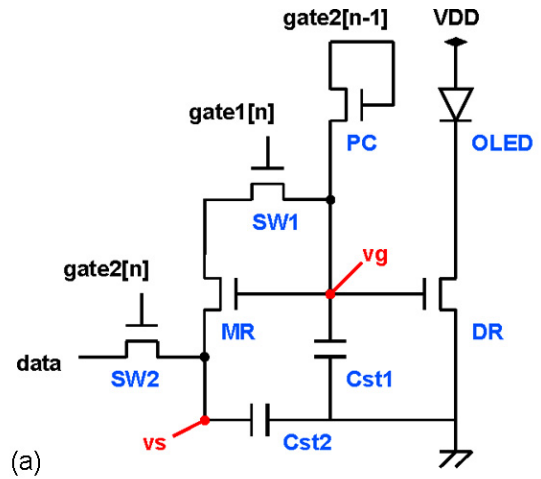 gate2[n-1]
VDD
gate1[n]
PC
OLED
SW1
gate2[n]
vg
MR
DR
data
SW2
Cst1
vs
Cst2
(a)